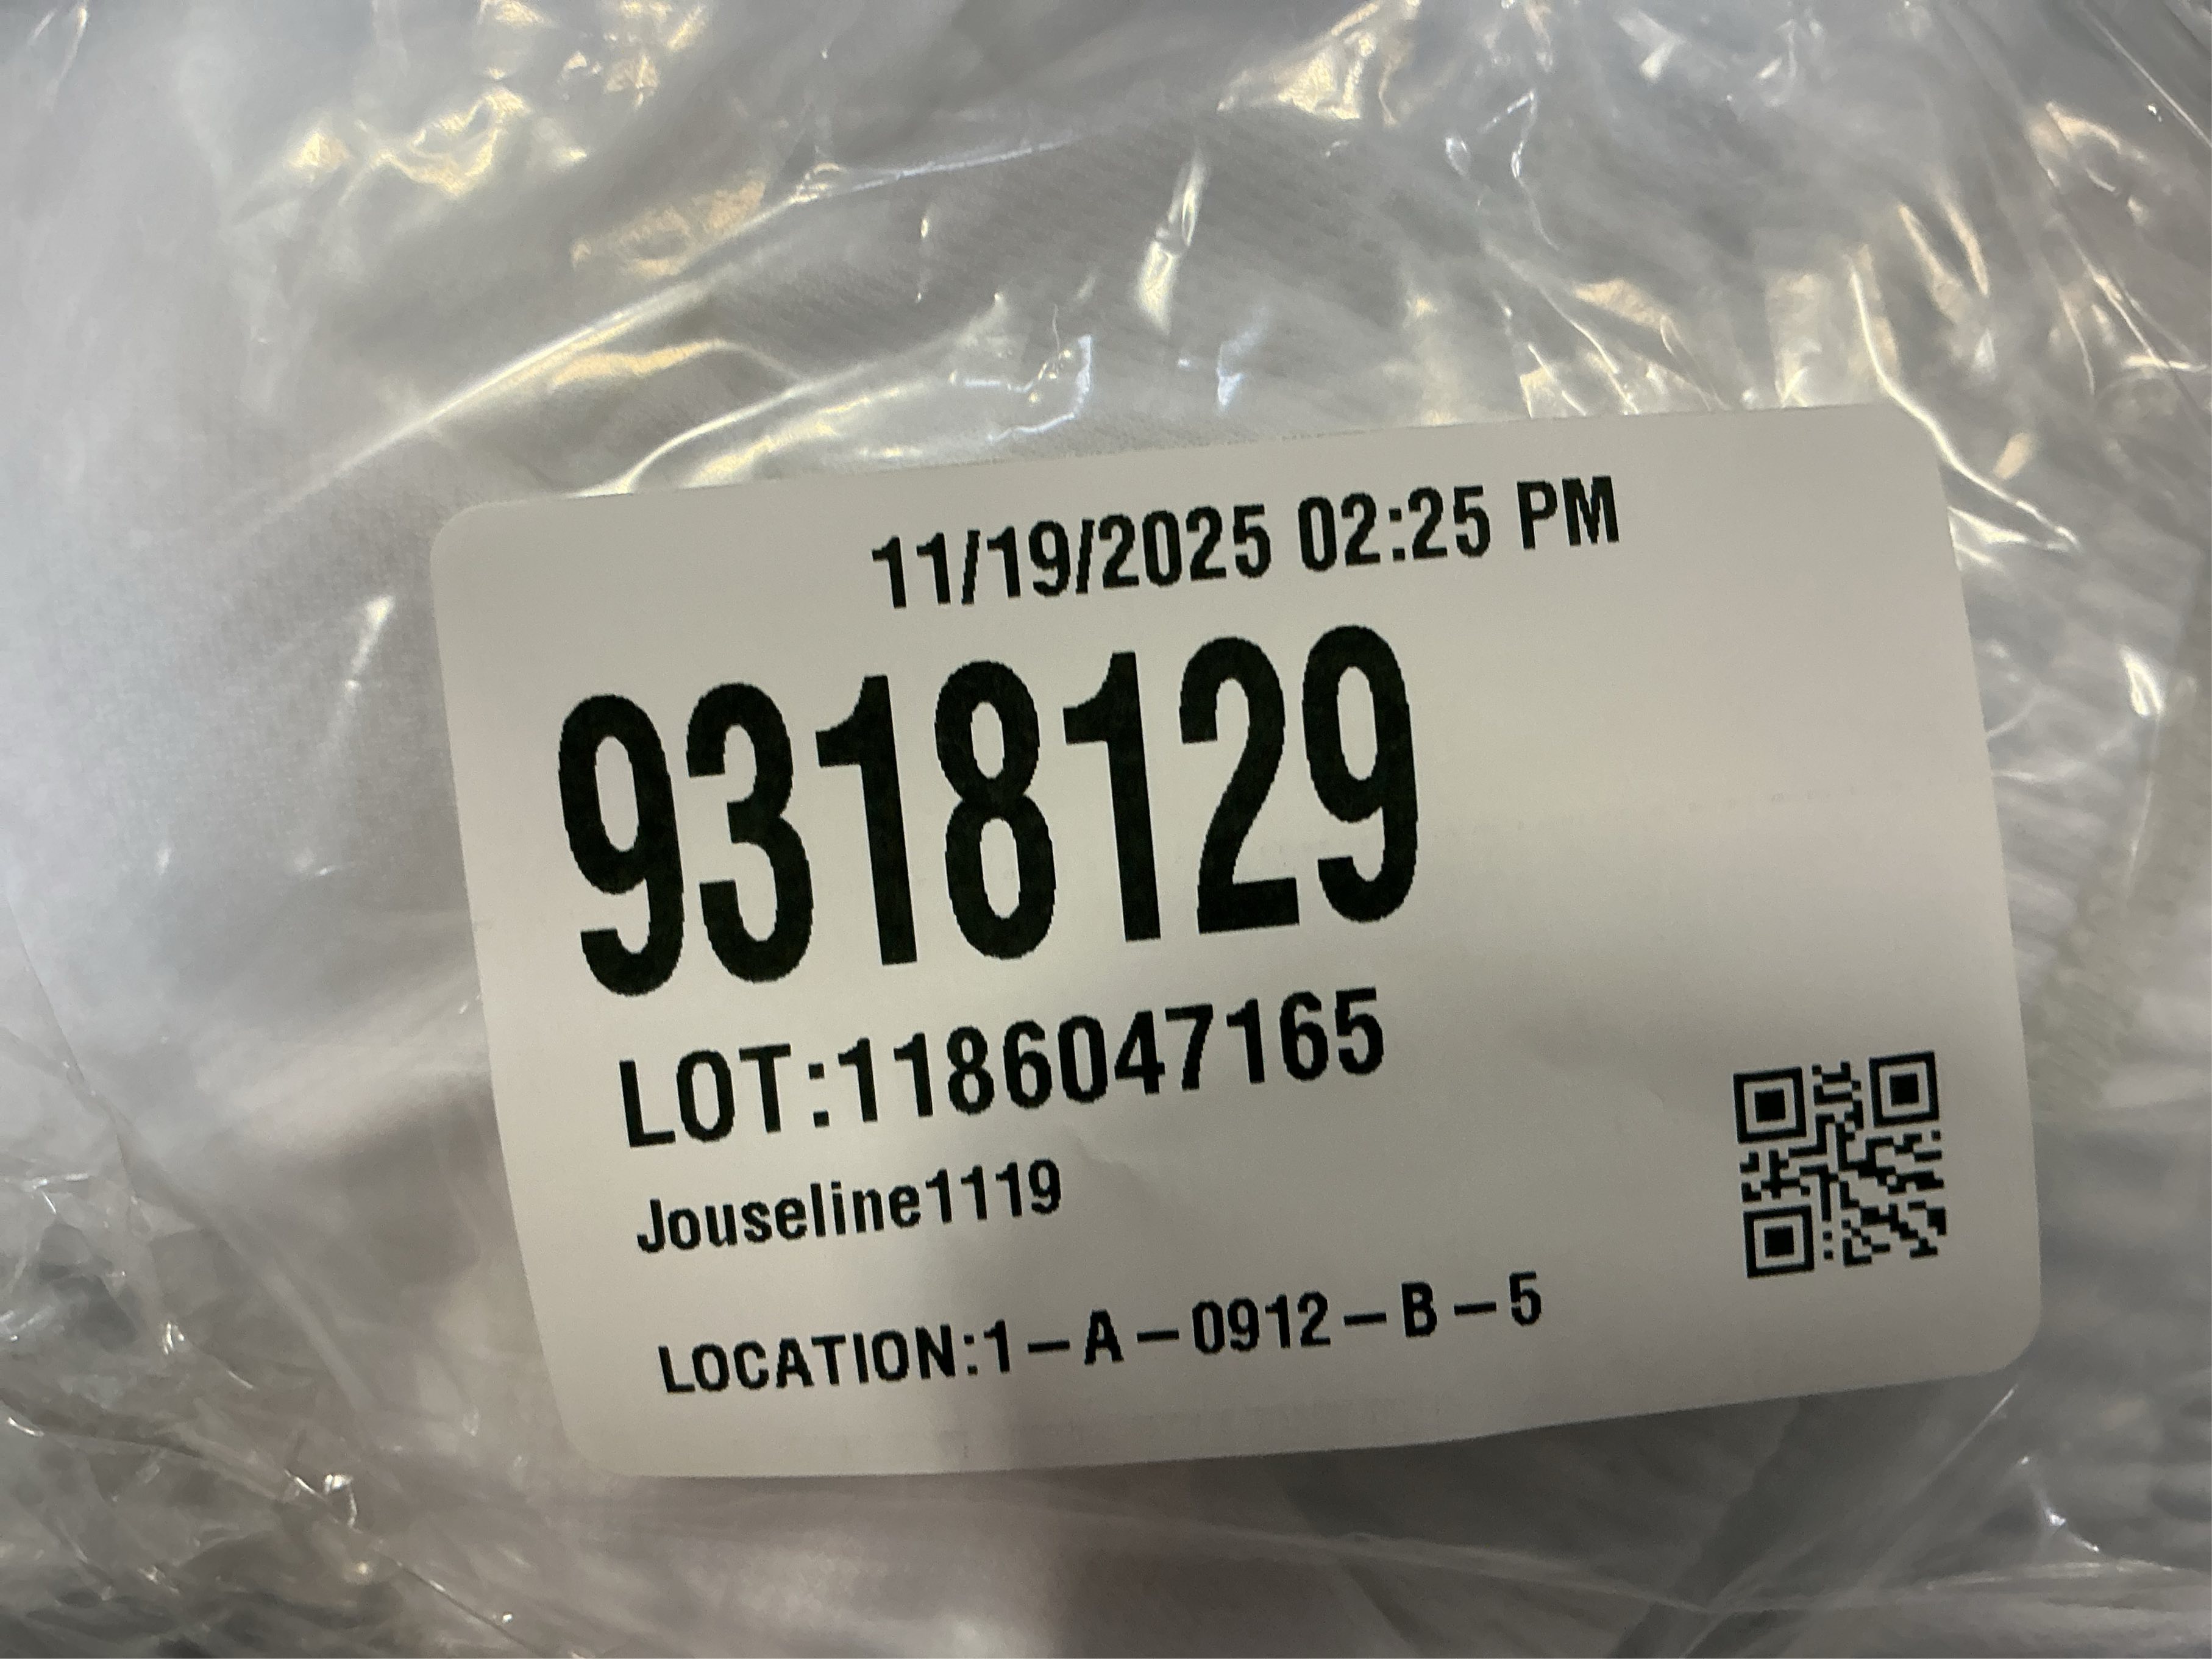 11/19/2025 02:25 PM
9318129
LOT:1186047165
Jouseline1119
LOCATION:1-A-0912-B-5